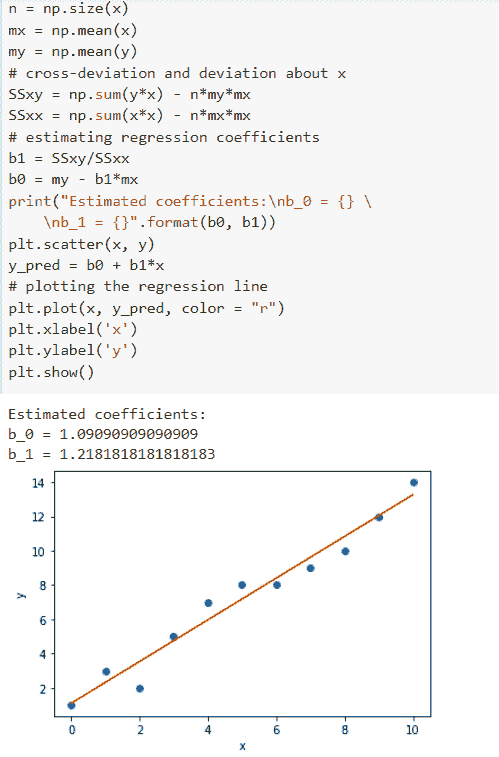 n = np.size(x)
mx = np.mean(x)
my = np.mean(y)
# cross-deviation and deviation about x
SSxy = np.sum(y*x) - n*my*mx
SSxx = np.sum(x*x) - n*mx*mx
# estimating regression coefficients
b1 = SSxy/SSxx
b0 = my - b1*mx
print("Estimated coefficients:\nb_0 = {} \
    \nb_1 = {}".format(b0, b1))
plt.scatter(x, y)
y_pred = b0 + b1*x
# plotting the regression line
plt.plot(x, y_pred, color = "r")
plt.xlabel('x')
plt.ylabel('y')
plt.show()
Estimated coefficients:
b_0 = 1.09090909090909
b_1 = 1.2181818181818183
14
12
10
8
6
4
2
y
0 2 4 6 8 10
x